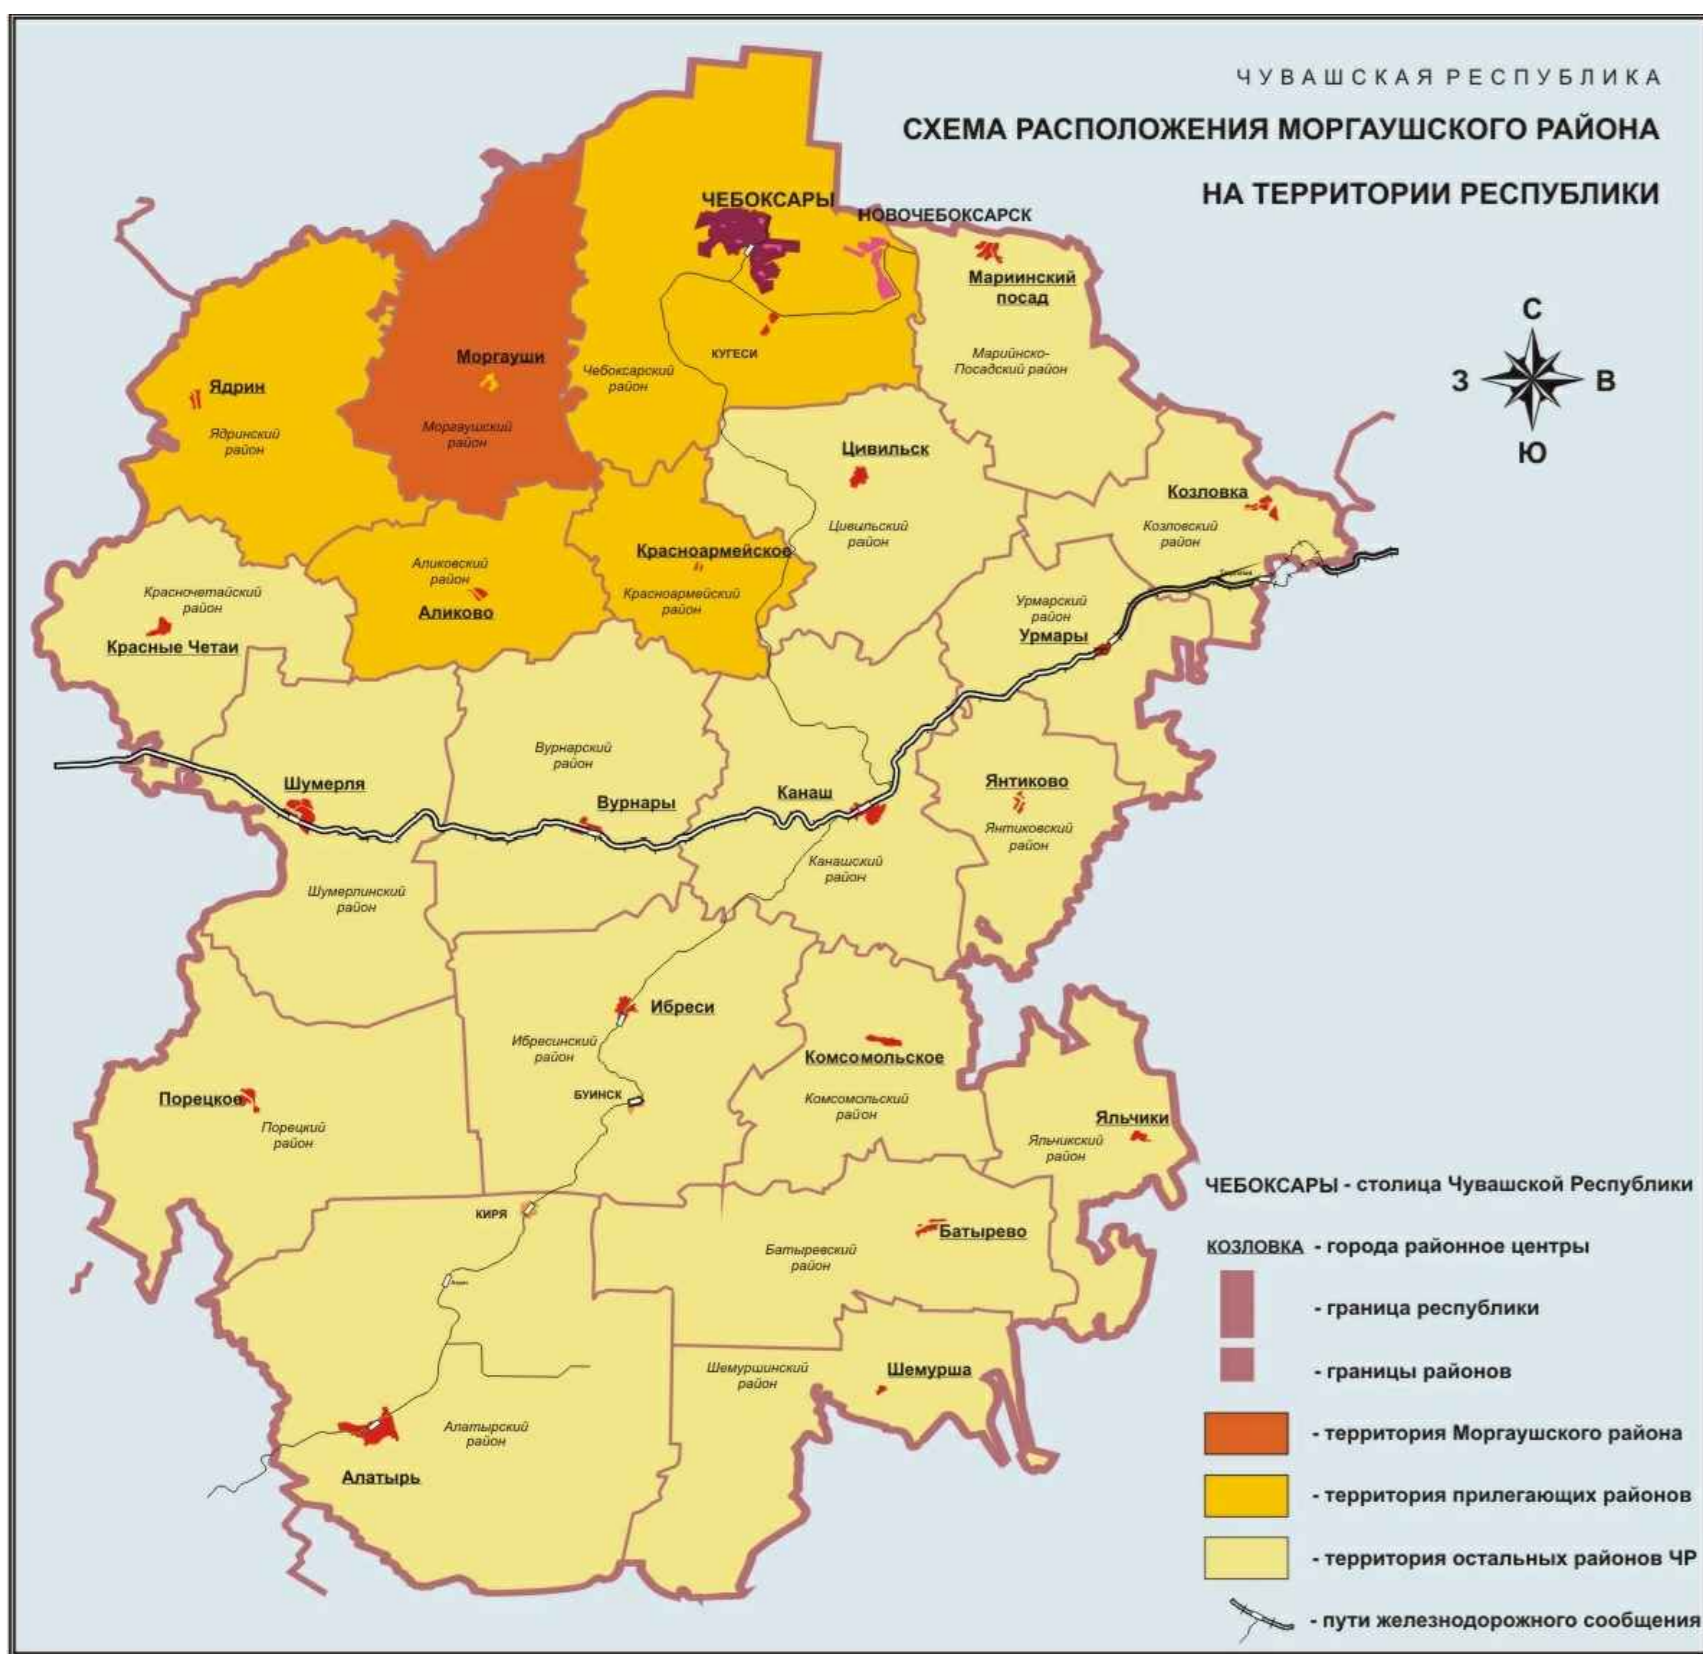 ЧУВАШСКАЯ РЕСПУБЛИКА
СХЕМА РАСПОЛОЖЕНИЯ МОРГАУШСКОГО РАЙОНА
НА ТЕРРИТОРИИ РЕСПУБЛИКИ
ЧЕБОКСАРЫ
НОВОЧЕБОКСАРСК
Мариинский
посад
С
З
В
Ю
КУГЕСИ
Марийнско-
Посадский район
Моргауши
Чебоксарский
район
Ядрин
Ядринский
район
Моргаушский
район
Цивильск
Цивильский
район
Козловка
Козловский
район
Красноармейское
Красноармейский
район
Аликовский
район
Аликово
Красночетайский
район
Красные Четаи
Урмарский
район
Урмары
Вурнарский
район
Шумерля
Вурнары
Канаш
Янтиково
Янтиковский
район
Канашский
район
Шумерлинский
район
Ибреси
Ибресинский
район
Комсомольское
Комсомольский
район
БУИНСК
Порецкое
Порецкий
район
Яльчики
Яльчикский
район
КИРЯ
Батырево
Батыревский
район
Шемуршинский
район
Шемурша
Алатырский
район
Алатырь
ЧЕБОКСАРЫ - столица Чувашской Республики
КОЗЛОВКА - города районное центры
- граница республики
- границы районов
- территория Моргаушского района
- территория прилегающих районов
- территория остальных районов ЧР
- пути железнодорожного сообщения